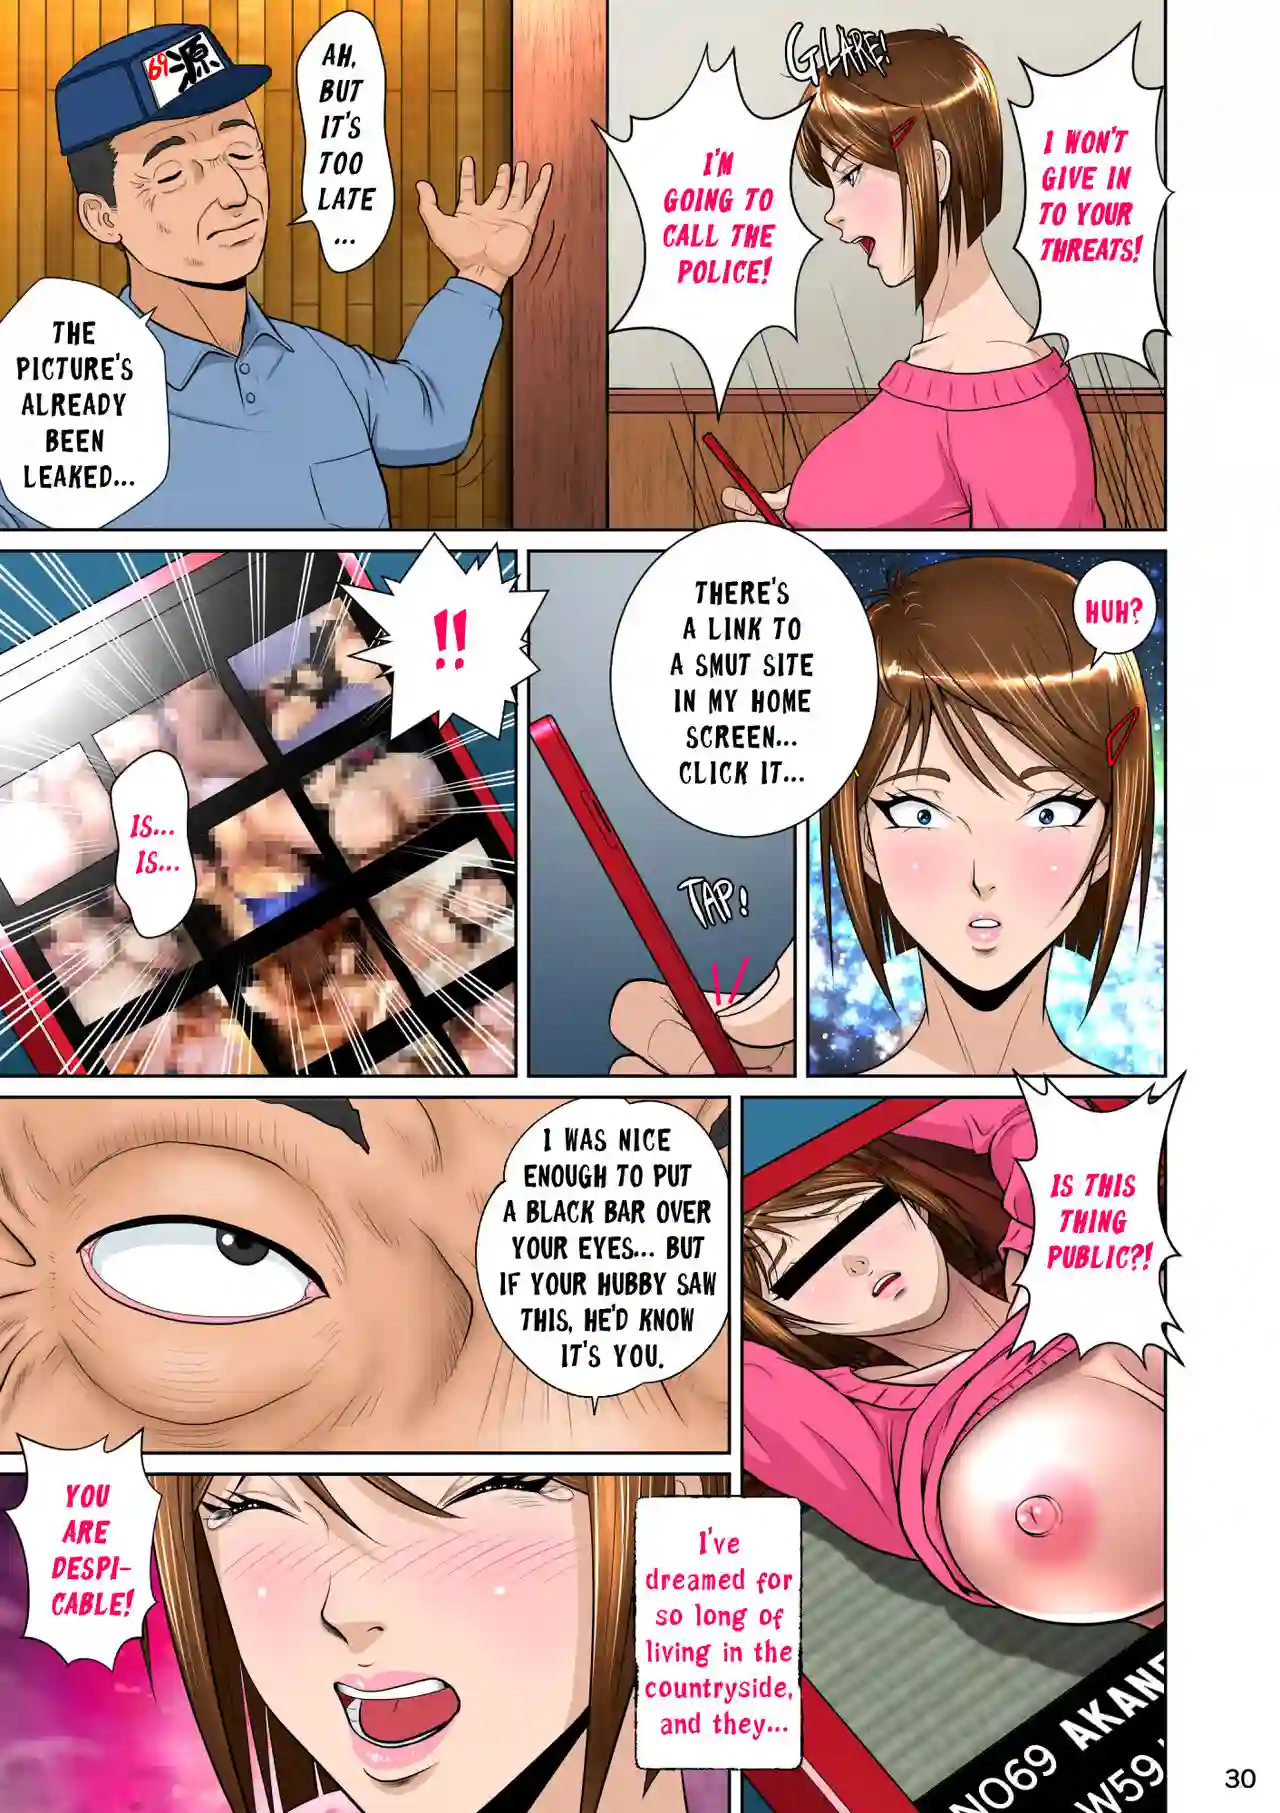 GLARE!
I WON'T
GIVE IN
TO YOUR
THREATS!
I'M
GOING TO
CALL THE
POLICE!
AH,
BUT
IT'S
TOO
LATE
...
69 源
THE
PICTURE'S
ALREADY
BEEN
LEAKED...
HUH?
THERE'S
A LINK TO
A SMUT SITE
IN MY HOME
SCREEN...
CLICK IT...
TAP!
!!
IS...
IS...
IS THIS
THING
PUBLIC?!
NO69 AKANE
W59
I WAS NICE
ENOUGH TO PUT
A BLACK BAR OVER
YOUR EYES... BUT
IF YOUR HUBBY SAW
THIS, HE'D KNOW
IT'S YOU.
YOU
ARE
DESPI-
CABLE!
I've
dreamed for
so long of
living in the
countryside,
and they...
30